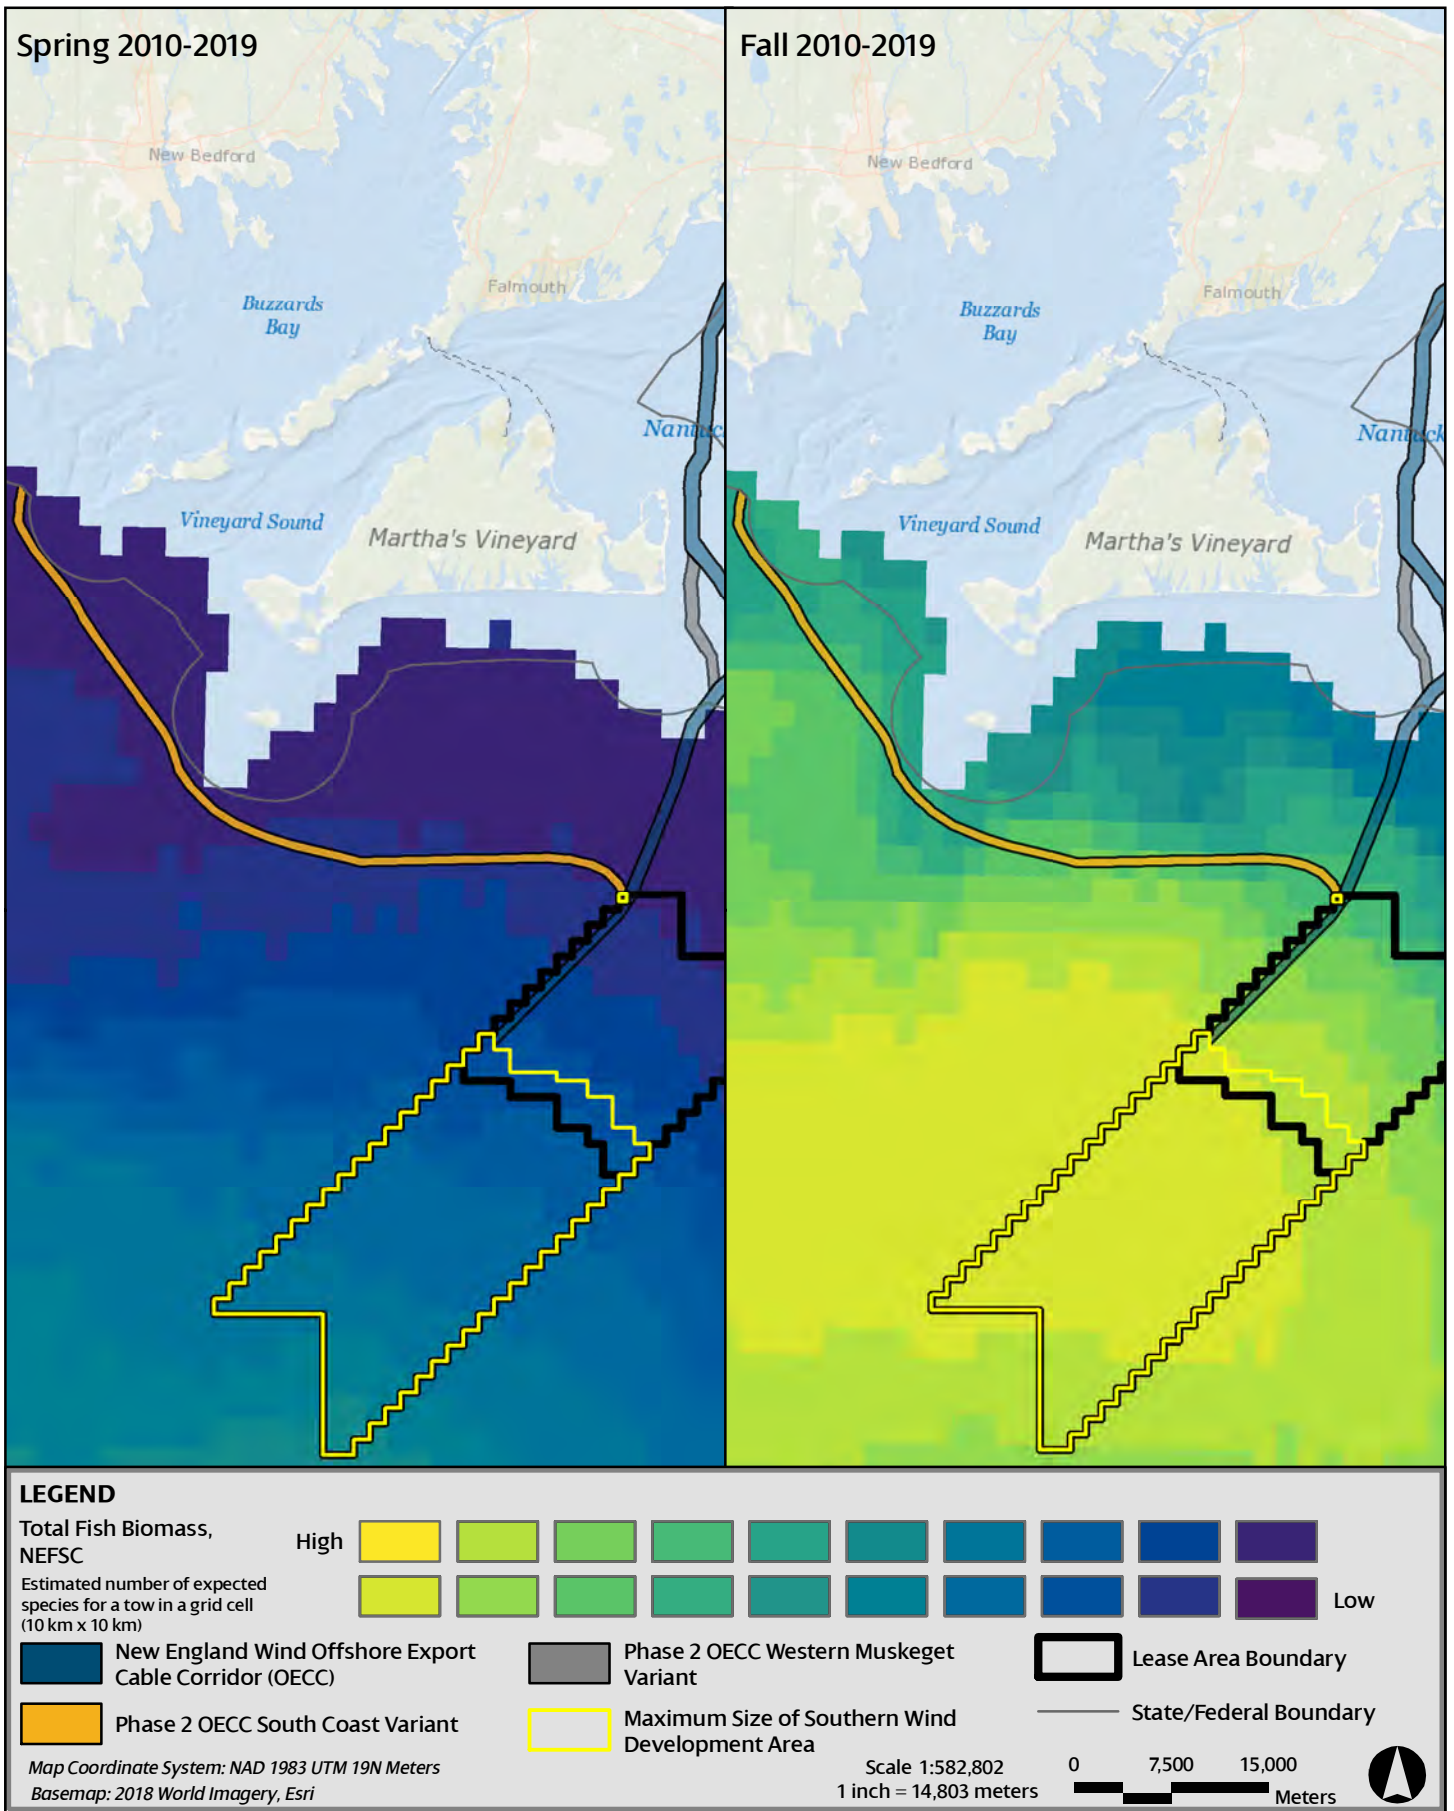 Spring 2010-2019
New Bedford
Falmouth
Buzzards
Bay
Nantuc
Vineyard Sound
Martha's Vineyard
Fall 2010-2019
New Bedford
Falmouth
Buzzards
Bay
Nantuck
Vineyard Sound
Martha's Vineyard
LEGEND
Total Fish Biomass,
NEFSC
Estimated number of expected
species for a tow in a grid cell
(10 km x 10 km)
High
Low
New England Wind Offshore Export
Cable Corridor (OECC)
Phase 2 OECC South Coast Variant
Phase 2 OECC Western Muskeget
Variant
Maximum Size of Southern Wind
Development Area
Lease Area Boundary
State/Federal Boundary
Map Coordinate System: NAD 1983 UTM 19N Meters
Basemap: 2018 World Imagery, Esri
Scale 1:582,802
1 inch = 14,803 meters
0 7,500 15,000
Meters